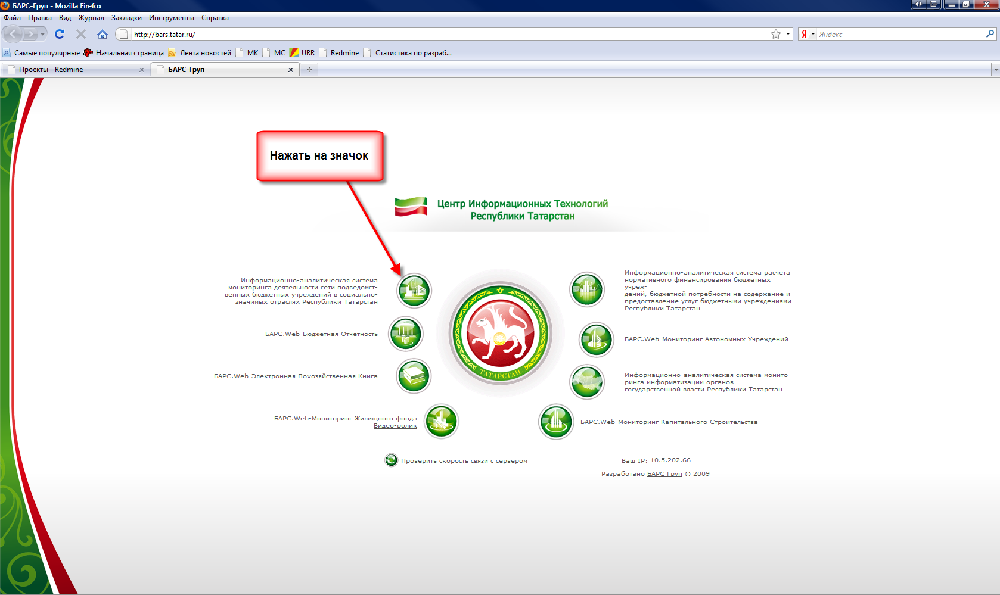 БАРС-Груп - Mozilla Firefox
Файл Правка Вид Журнал Закладки Инструменты Справка
http://bars.tatar.ru/
Я Яндекс
Самые популярные Начальная страница Лента новостей МК МС URR Redmine Статистика по разраб...
Проекты - Redmine БАРС-Груп
Нажать на значок
Центр Информационных Технологий
Республики Татарстан
Информационно-аналитическая система
мониторинга деятельности сети подведомст-
венных бюджетных учреждений в социально-
значимых отраслях Республики Татарстан
БАРС.Web-Бюджетная Отчетность
БАРС.Web-Электронная Похозяйственная Книга
БАРС.Web-Мониторинг Жилищного фонда
Видео-ролик
ТАТАРСТАН
Информационно-аналитическая система расчета
нормативного финансирования бюджетных
учреж-
дений, бюджетной потребности на содержание и
предоставление услуг бюджетными учреждениями
Республики Татарстан
БАРС.Web-Мониторинг Автономных Учреждений
Информационно-аналитическая система монито-
ринга информатизации органов
государственной власти Республики Татарстан
БАРС.Web-Мониторинг Капитального Строительства
Проверить скорость связи с сервером
Ваш IP: 10.5.202.66
Разработано БАРС Груп © 2009